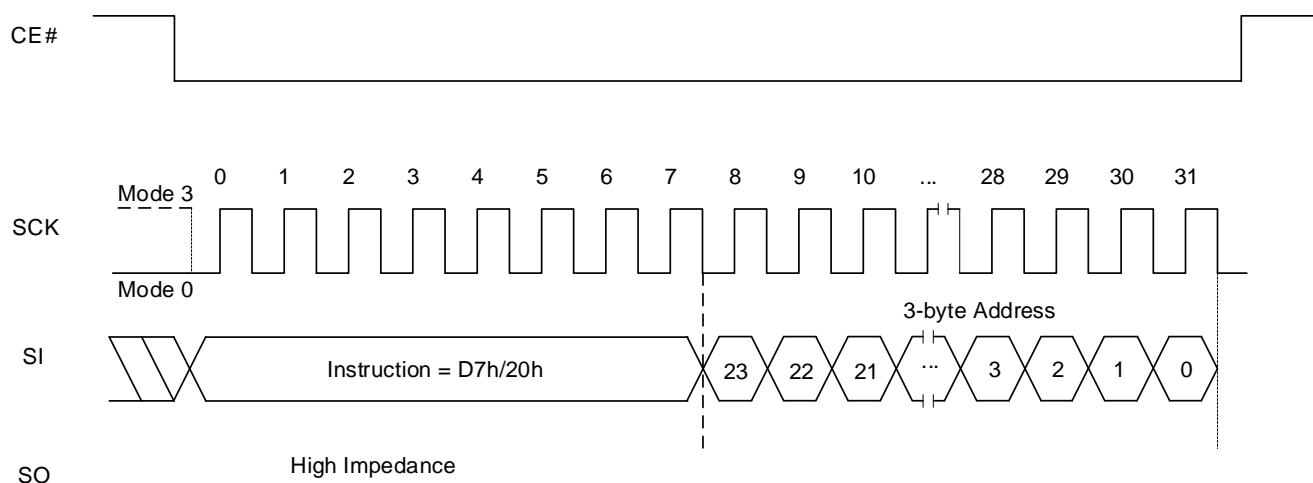 CE#
0 1 2 3 4 5 6 7 8 9 10 ... 28 29 30 31
Mode 3
SCK
Mode 0
3-byte Address
SI
Instruction = D7h/20h 23 22 21 ... 3 2 1 0
High Impedance
SO